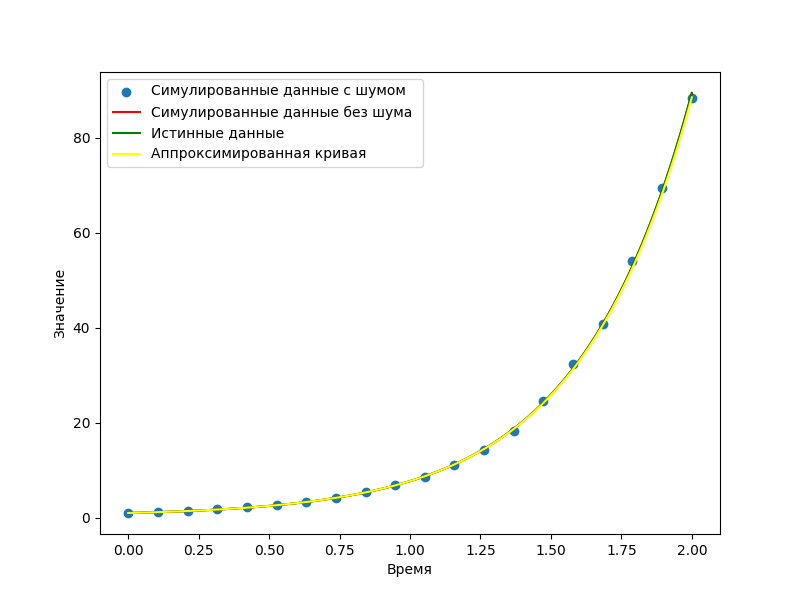 Симулированные данные с шумом
Симулированные данные без шума
Истинные данные
Аппроксимированная кривая
80
60
40
20
0
Значение
0.00 0.25 0.50 0.75 1.00 1.25 1.50 1.75 2.00
Время